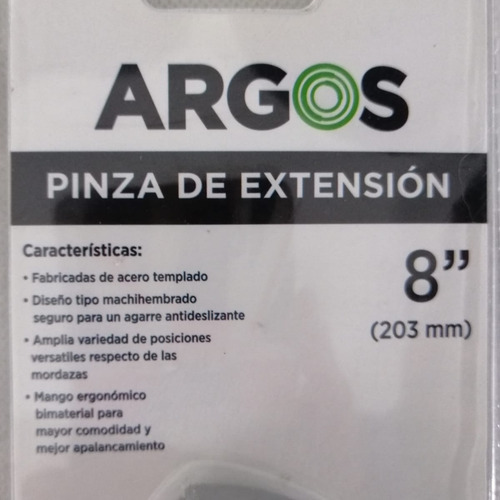 ARGOS
PINZA DE EXTENSIÓN
Características:
• Fabricadas de acero templado
• Diseño tipo machihembrado
seguro para un agarre antideslizante
• Amplia variedad de posiciones
versatiles respecto de las
mordazas
• Mango ergonómico
bimaterial para
mayor comodidad y
mejor apalancamiento
8”
(203 mm)